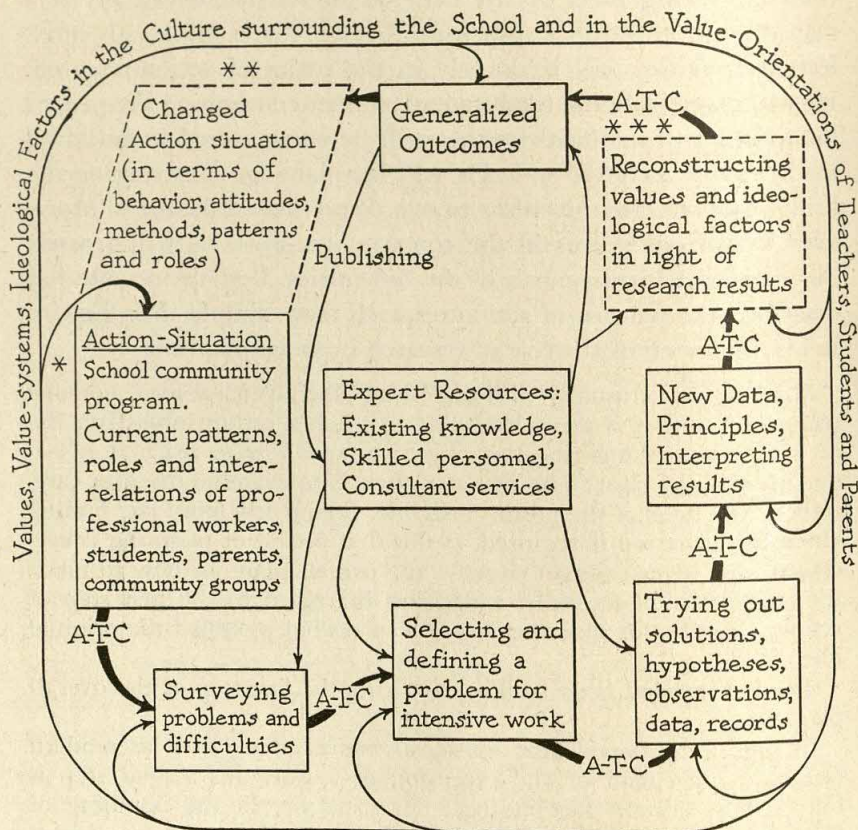 Values, Value-systems, Ideological Factors in the Culture surrounding the School and in the Value-Orientations of Teachers, Students and Parents
* *
Changed
Action situation
(in terms of
behavior, attitudes,
methods, patterns
and roles)
Generalized
Outcomes
A-T-C
* * *
Reconstructing
values and ideo-
logical factors
in light of
research results
Publishing
*
Action-Situation
School community
program.
Current patterns,
roles and inter-
relations of pro-
fessional workers,
students, parents,
community groups
Expert Resources:
Existing knowledge,
Skilled personnel,
Consultant services
A-T-C
New Data,
Principles,
Interpreting
results
A-T-C
A-T-C
Surveying
problems and
difficulties
A-T-C
Selecting and
defining a
problem for
intensive work
A-T-C
Trying out
solutions,
hypotheses,
observations,
data, records